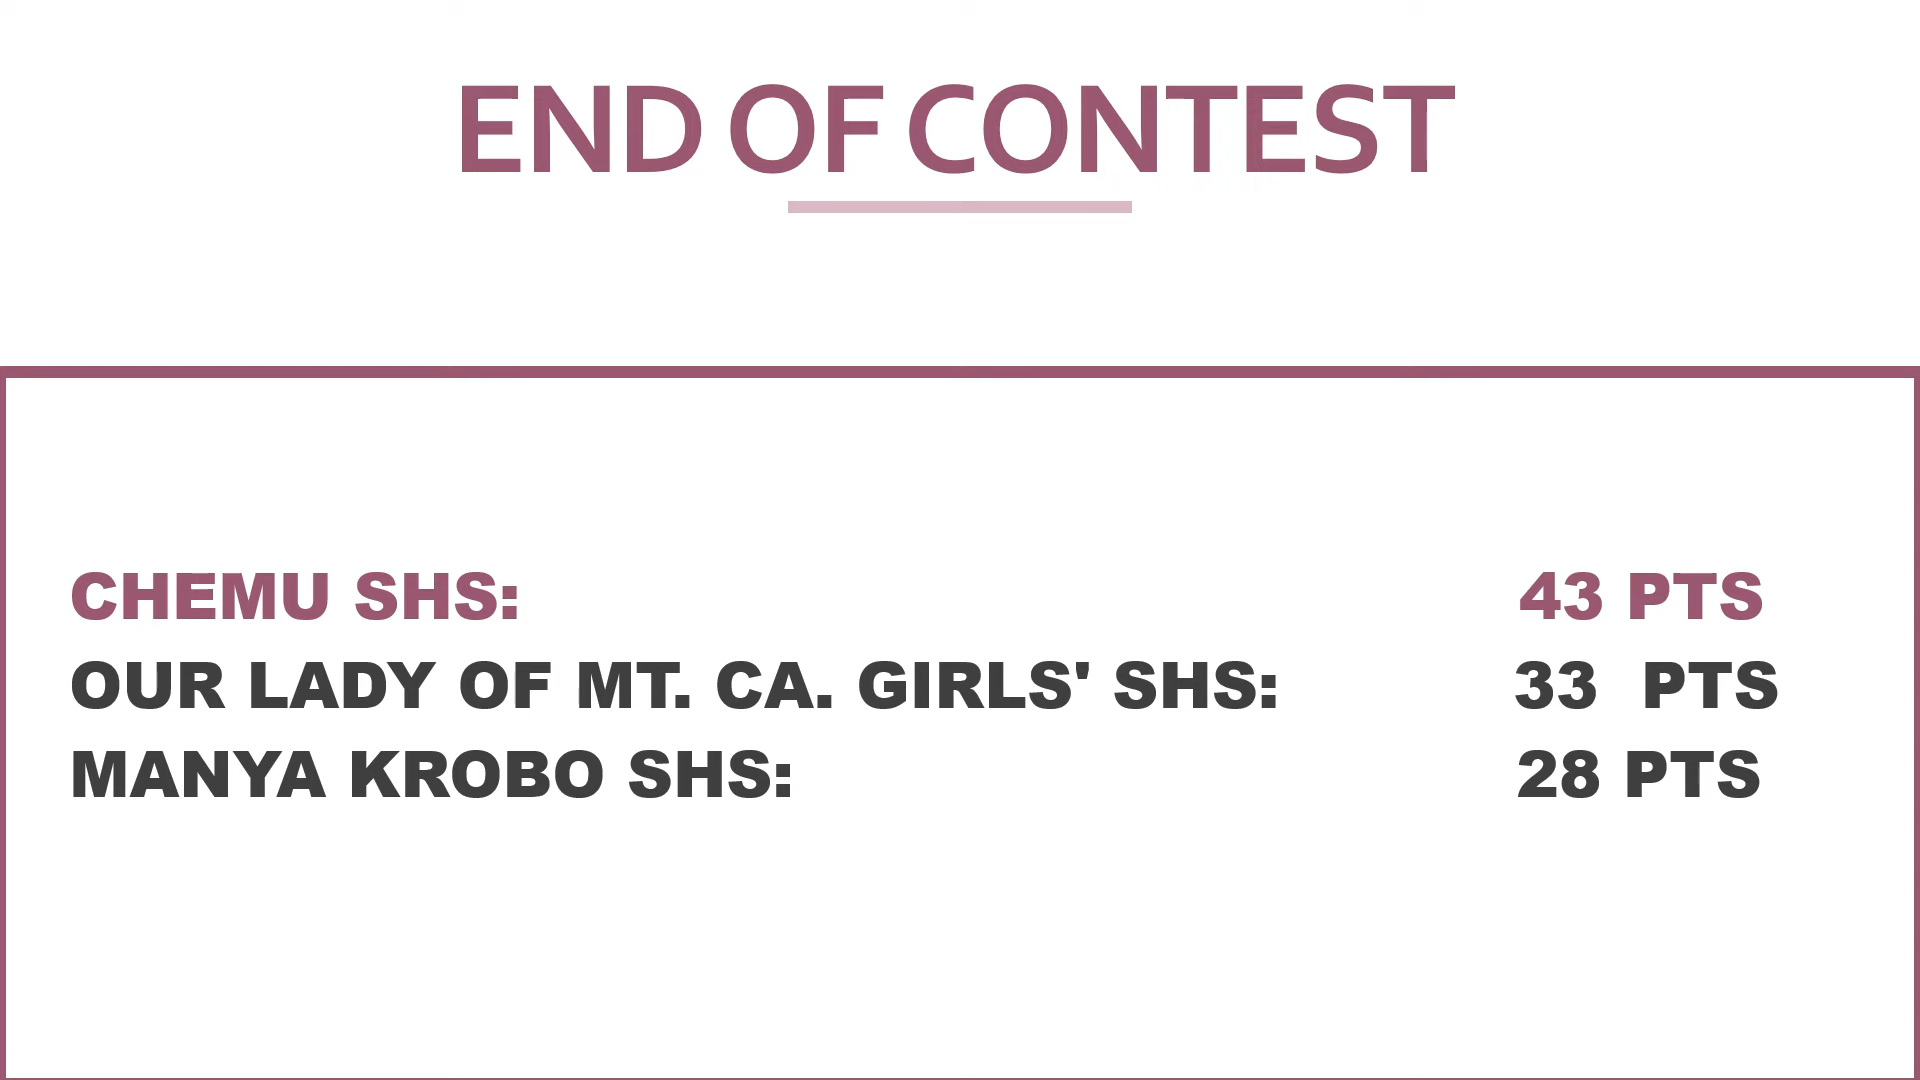 END OF CONTEST
CHEMU SHS: 43 PTS
OUR LADY OF MT. CA. GIRLS' SHS: 33 PTS
MANYA KROBO SHS: 28 PTS